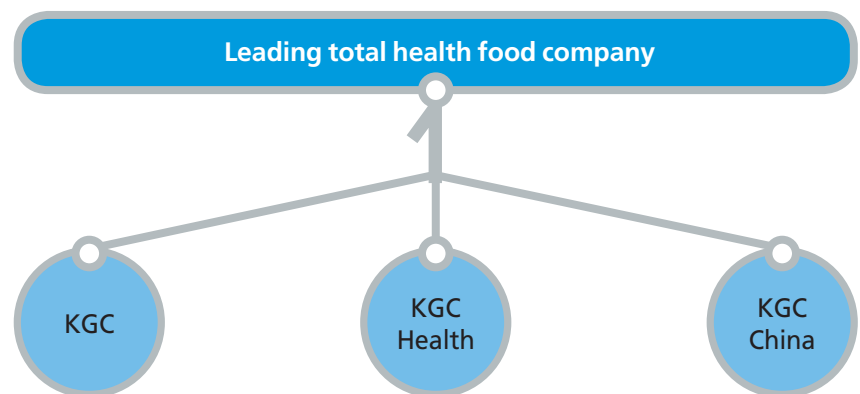 Leading total health food company
KGC
KGC
Health
KGC
China